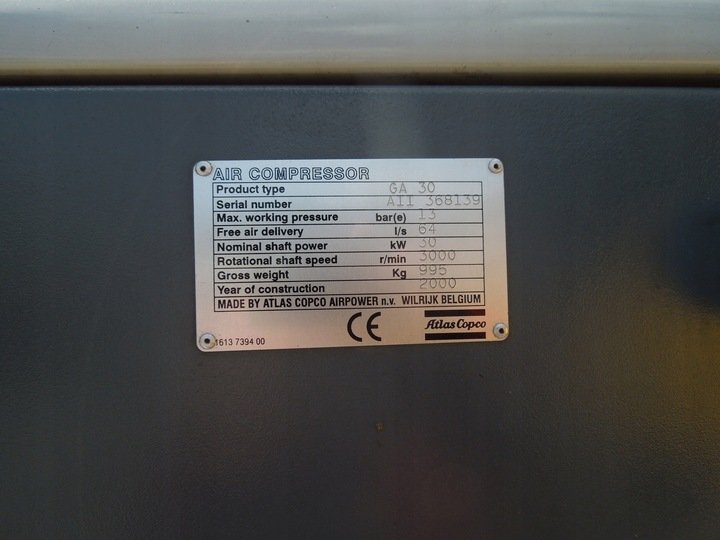 AIR COMPRESSOR
Product type GA 30
Serial number AII 368139
Max. working pressure bar(e) 13
Free air delivery l/s 64
Nominal shaft power kW 30
Rotational shaft speed r/min 3000
Gross weight Kg 995
Year of construction 2000
MADE BY ATLAS COPCO AIRPOWER n.v. WILRIJK BELGIUM
CE Atlas Copco
1613 7394 00